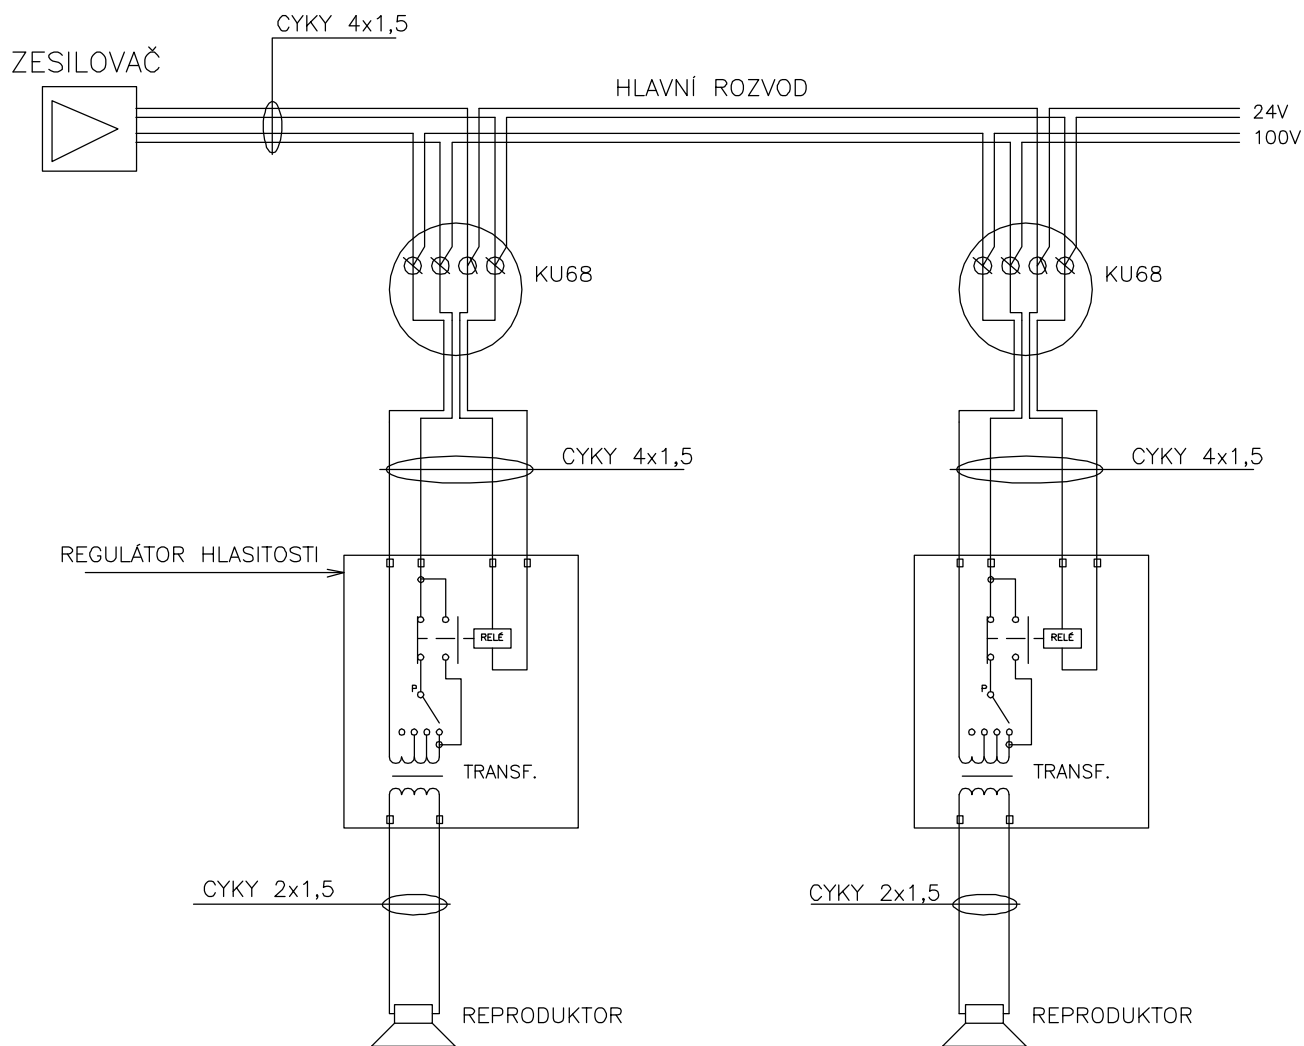 CYKY 4x1,5
ZESILOVAČ
HLAVNÍ ROZVOD
24V
100V
KU68
KU68
CYKY 4x1,5
CYKY 4x1,5
REGULÁTOR HLASITOSTI
RELÉ
RELÉ
P
P
TRANSF.
TRANSF.
CYKY 2x1,5
CYKY 2x1,5
REPRODUKTOR
REPRODUKTOR